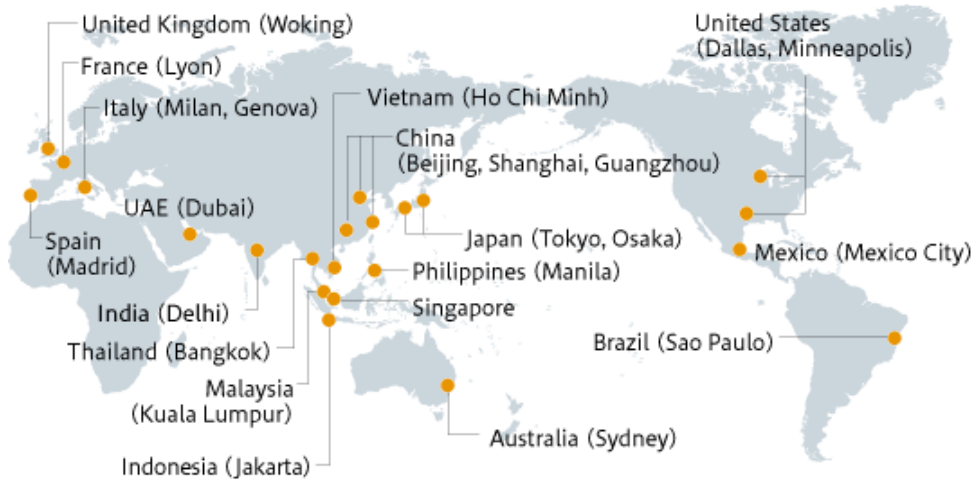 United Kingdom (Woking)
France (Lyon)
Italy (Milan, Genova)
United States
(Dallas, Minneapolis)
Vietnam (Ho Chi Minh)
China
(Beijing, Shanghai, Guangzhou)
UAE (Dubai)
Spain
(Madrid)
Japan (Tokyo, Osaka)
Mexico (Mexico City)
Philippines (Manila)
India (Delhi)
Singapore
Thailand (Bangkok)
Brazil (Sao Paulo)
Malaysia
(Kuala Lumpur)
Australia (Sydney)
Indonesia (Jakarta)